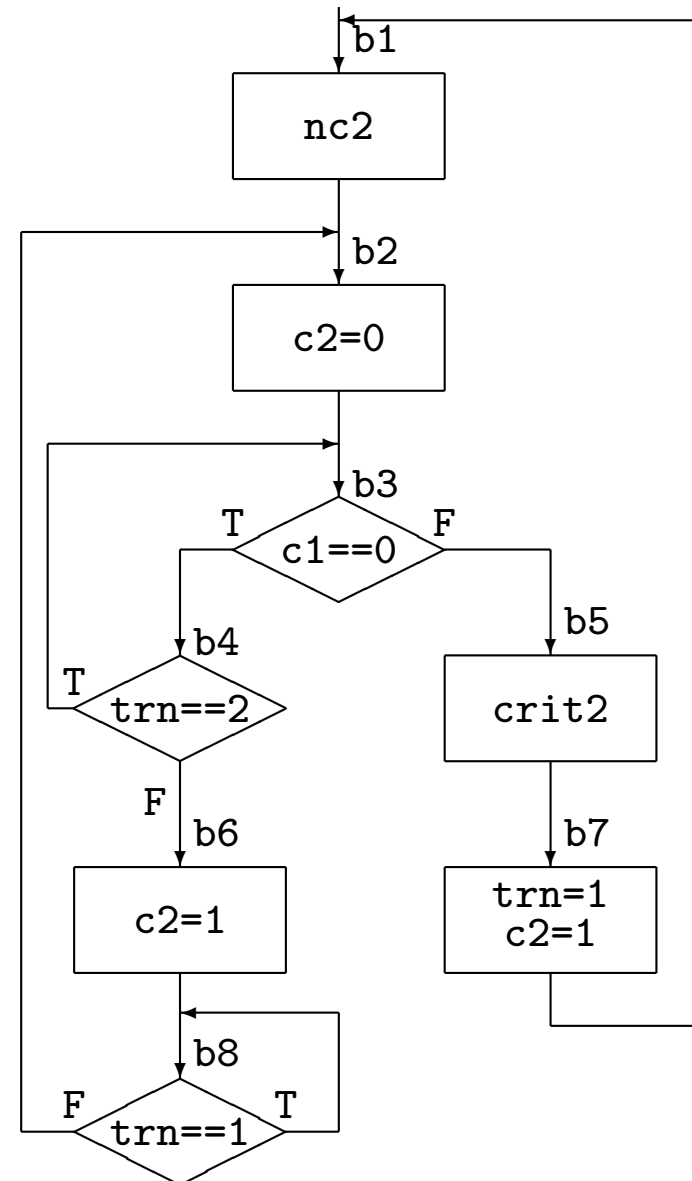 b1
nc2
b2
c2=0
b3
T
F
c1==0
b4
b5
T
trn==2
crit2
F
b6
b7
c2=1
trn=1
c2=1
b8
F
T
trn==1